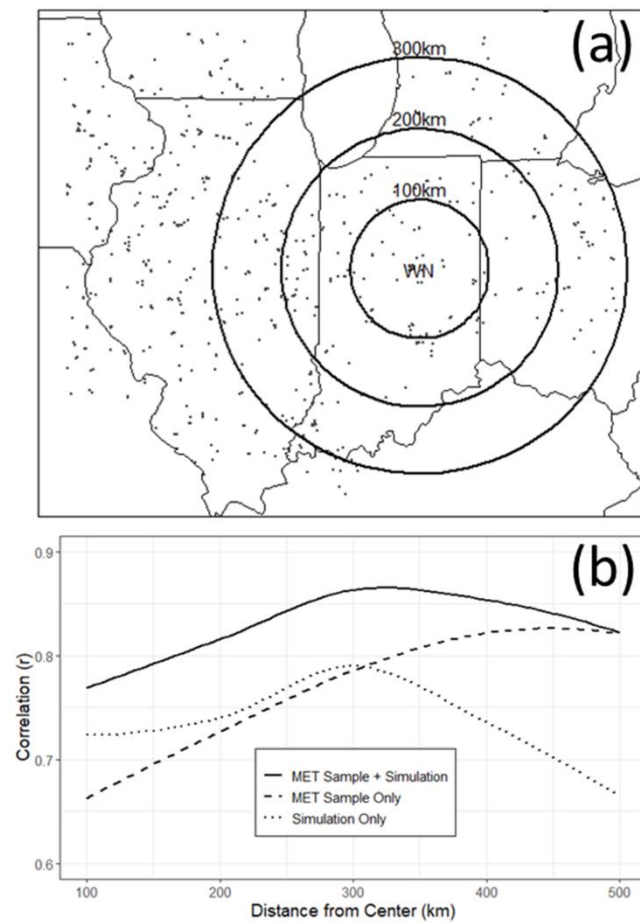 (a)
300km
200km
100km
WN
(b)
0.9
0.8
0.7
0.6
Correlation (r)
MET Sample + Simulation
MET Sample Only
Simulation Only
100
200
300
400
500
Distance from Center (km)